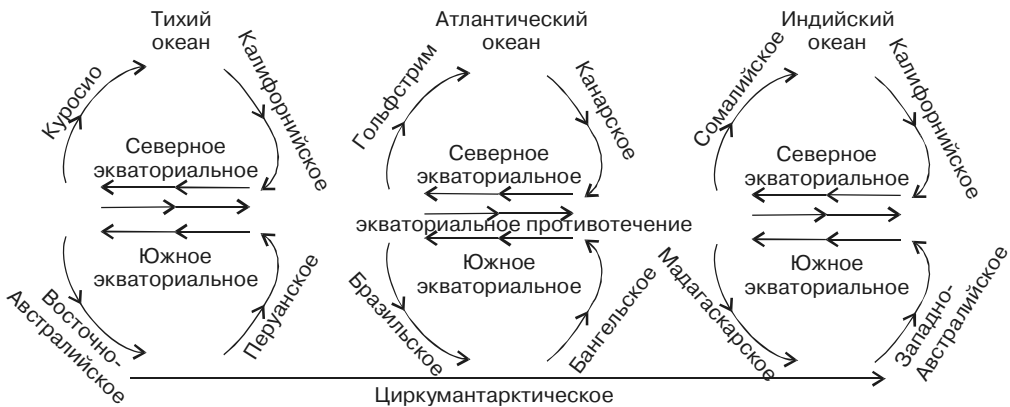 Тихий
океан
Куросио
Калифорнийское
Северное
экваториальное
Южное
экваториальное
Восточно-
Австралийское
Перуанское
Атлантический
океан
Гольфстрим
Канарское
Северное
экваториальное
экваториальное противотечение
Южное
экваториальное
Бразильское
Бангельское
Индийский
океан
Сомалийское
Калифорнийское
Северное
экваториальное
Южное
экваториальное
Мадагаскарское
Западно-
Австралийское
Циркумантарктическое